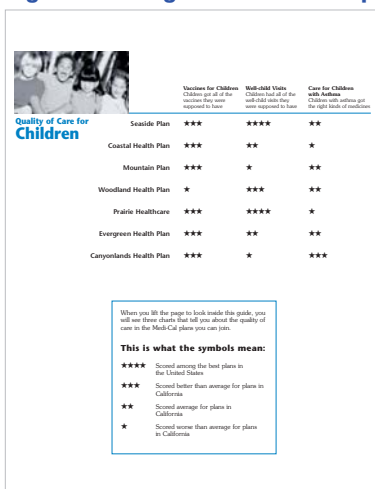 Vaccines for Children
Children got all of the
vaccines they were
supposed to have
Well-child Visits
Children had all of the
well-child visits they
were supposed to have
Care for Children
with Asthma
Children with asthma got
the right kinds of medicines
Quality of Care for
Children
Seaside Plan ★★★ ★★★★ ★★
Coastal Health Plan ★★★ ★★ ★
Mountain Plan ★★★ ★ ★★
Woodland Health Plan ★ ★★★ ★★
Prairie Healthcare ★★★ ★★★★ ★
Evergreen Health Plan ★★★ ★★ ★★
Canyonlands Health Plan ★★★ ★ ★★★
When you lift the page to look inside this guide, you
will see three charts that tell you about the quality of
care in the Medi-Cal plans you can join.
This is what the symbols mean:
★★★★ Scored among the best plans in
the United States
★★★ Scored better than average for plans in
California
★★ Scored average for plans in
California
★ Scored worse than average for plans
in California